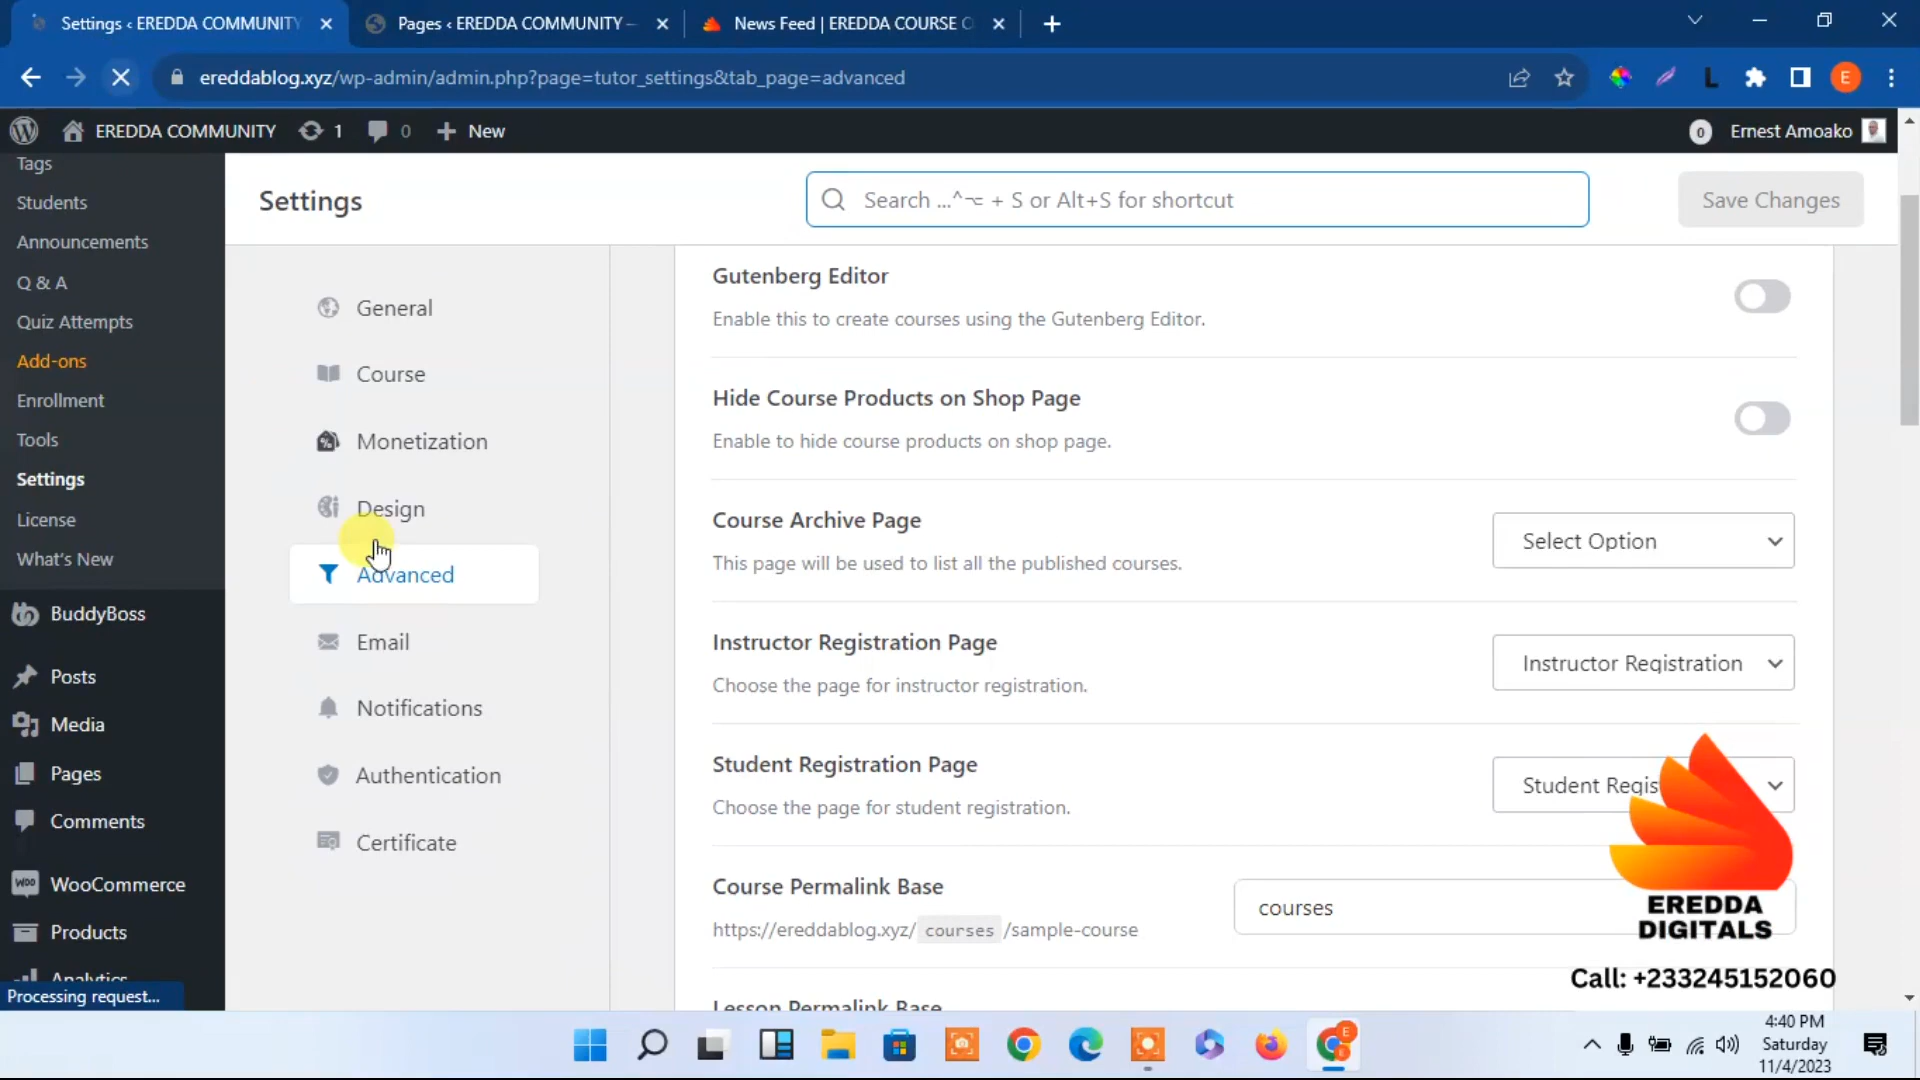 Settings ‹ EREDDA COMMUNITY
Pages ‹ EREDDA COMMUNITY –
News Feed | EREDDA COURSE
ereddablog.xyz/wp-admin/admin.php?page=tutor_settings&tab_page=advanced
E
EREDDA COMMUNITY
1
0
New
0
Ernest Amoako
Tags
Students
Announcements
Q & A
Quiz Attempts
Add-ons
Enrollment
Tools
Settings
License
What's New
BuddyBoss
Posts
Media
Pages
Comments
WooCommerce
Products
Analytics
Processing request...
Settings
Search ...^⌥ + S or Alt+S for shortcut
Save Changes
General
Course
Monetization
Design
Advanced
Email
Notifications
Authentication
Certificate
Gutenberg Editor
Enable this to create courses using the Gutenberg Editor.
Hide Course Products on Shop Page
Enable to hide course products on shop page.
Course Archive Page
Select Option
This page will be used to list all the published courses.
Instructor Registration Page
Instructor Registration
Choose the page for instructor registration.
Student Registration Page
Student Regis
Choose the page for student registration.
Course Permalink Base
courses
https://ereddablog.xyz/ courses /sample-course
Lesson Permalink Base
EREDDA
DIGITALS
Call: +233245152060
4:40 PM
Saturday
11/4/2023